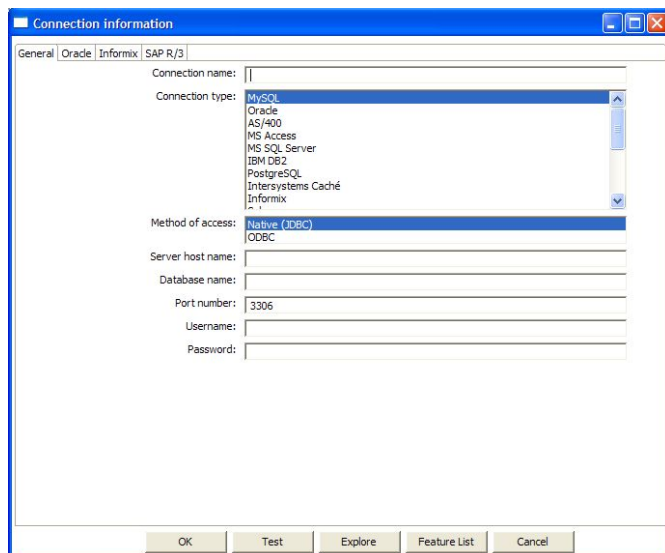 Connection information
General Oracle Informix SAP R/3
Connection name:
Connection type: MySQL
Oracle
AS/400
MS Access
MS SQL Server
IBM DB2
PostgreSQL
Intersystems Caché
Informix
Method of access: Native (JDBC)
ODBC
Server host name:
Database name:
Port number: 3306
Username:
Password:
OK Test Explore Feature List Cancel